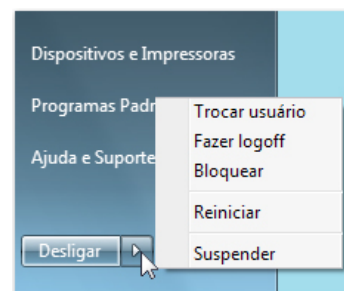 Dispositivos e Impressoras
Programas Padr
Ajuda e Suporte
Desligar
Trocar usuário
Fazer logoff
Bloquear
Reiniciar
Suspender